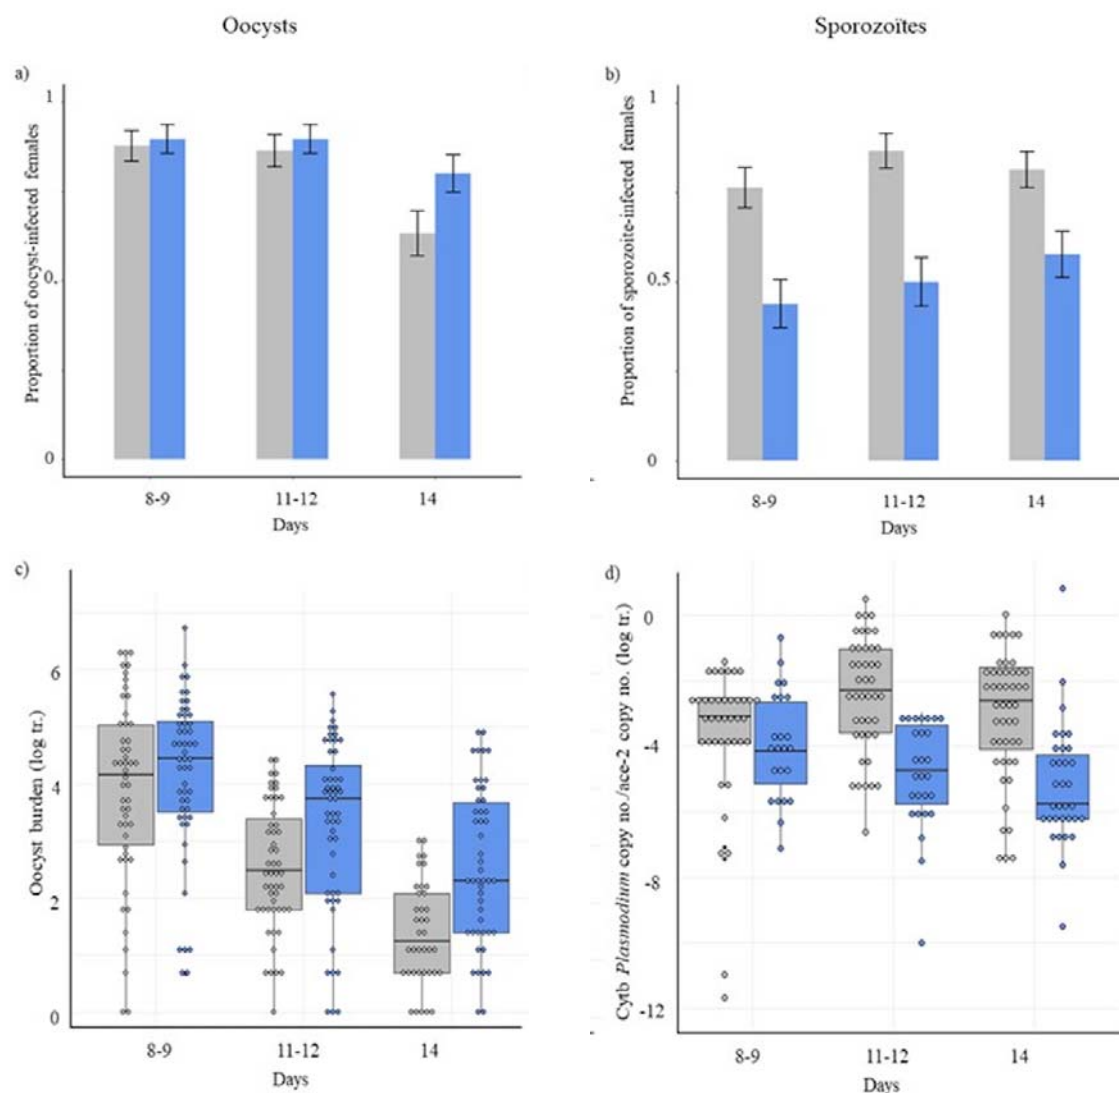 Oocysts
Sporozoïtes
a)
Proportion of oocyst-infected females
1
0.
0
8-9
11-12
14
Days
b)
Proportion of sporozoite-infected females
1
0.5
0
8-9
11-12
14
Days
c)
Oocyst burden (log tr.)
6
4
2
0
8-9
11-12
14
Days
d)
Cytb Plasmodium copy no/ace-2 copy no. (log tr.)
0
-4
-8
-12
8-9
11-12
14
Days